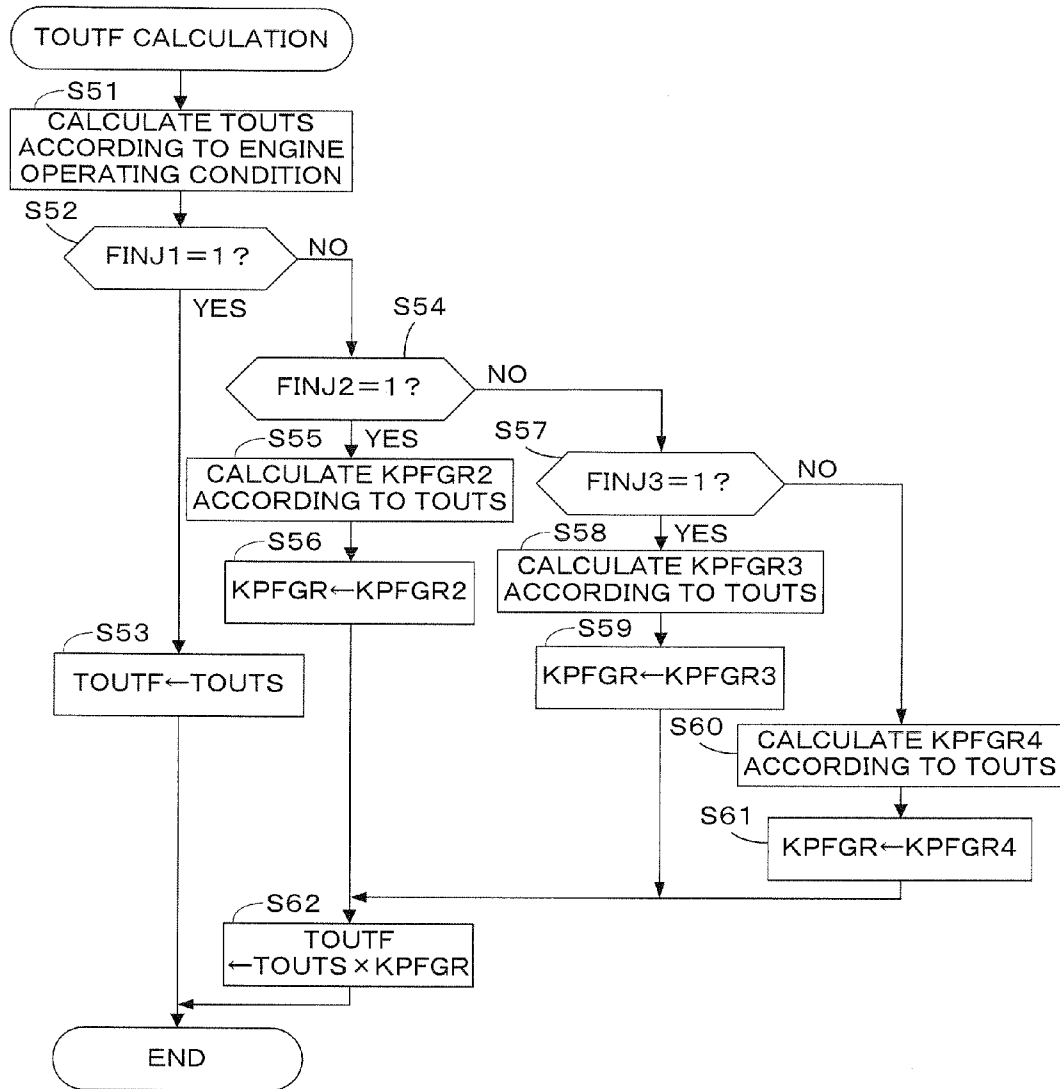 TOUTF CALCULATION
S51
CALCULATE TOUTS
ACCORDING TO ENGINE
OPERATING CONDITION
S52
FINJ1=1?
NO
YES
S54
FINJ2=1?
NO
YES
S55
CALCULATE KPFGR2
ACCORDING TO TOUTS
S57
FINJ3=1?
NO
YES
S56
KPFGR←KPFGR2
S58
CALCULATE KPFGR3
ACCORDING TO TOUTS
S53
TOUTF←TOUTS
S59
KPFGR←KPFGR3
S60
CALCULATE KPFGR4
ACCORDING TO TOUTS
S61
KPFGR←KPFGR4
S62
TOUTF
←TOUTS×KPFGR
END